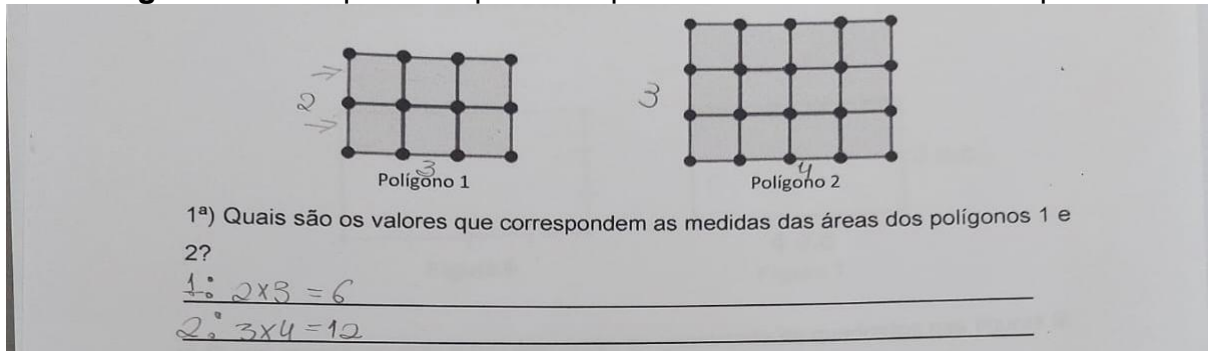 2
3
3
4
Polígono 1
Polígono 2
1ª) Quais são os valores que correspondem as medidas das áreas dos polígonos 1 e
2?
1: 2x3 = 6
2: 3x4 = 12